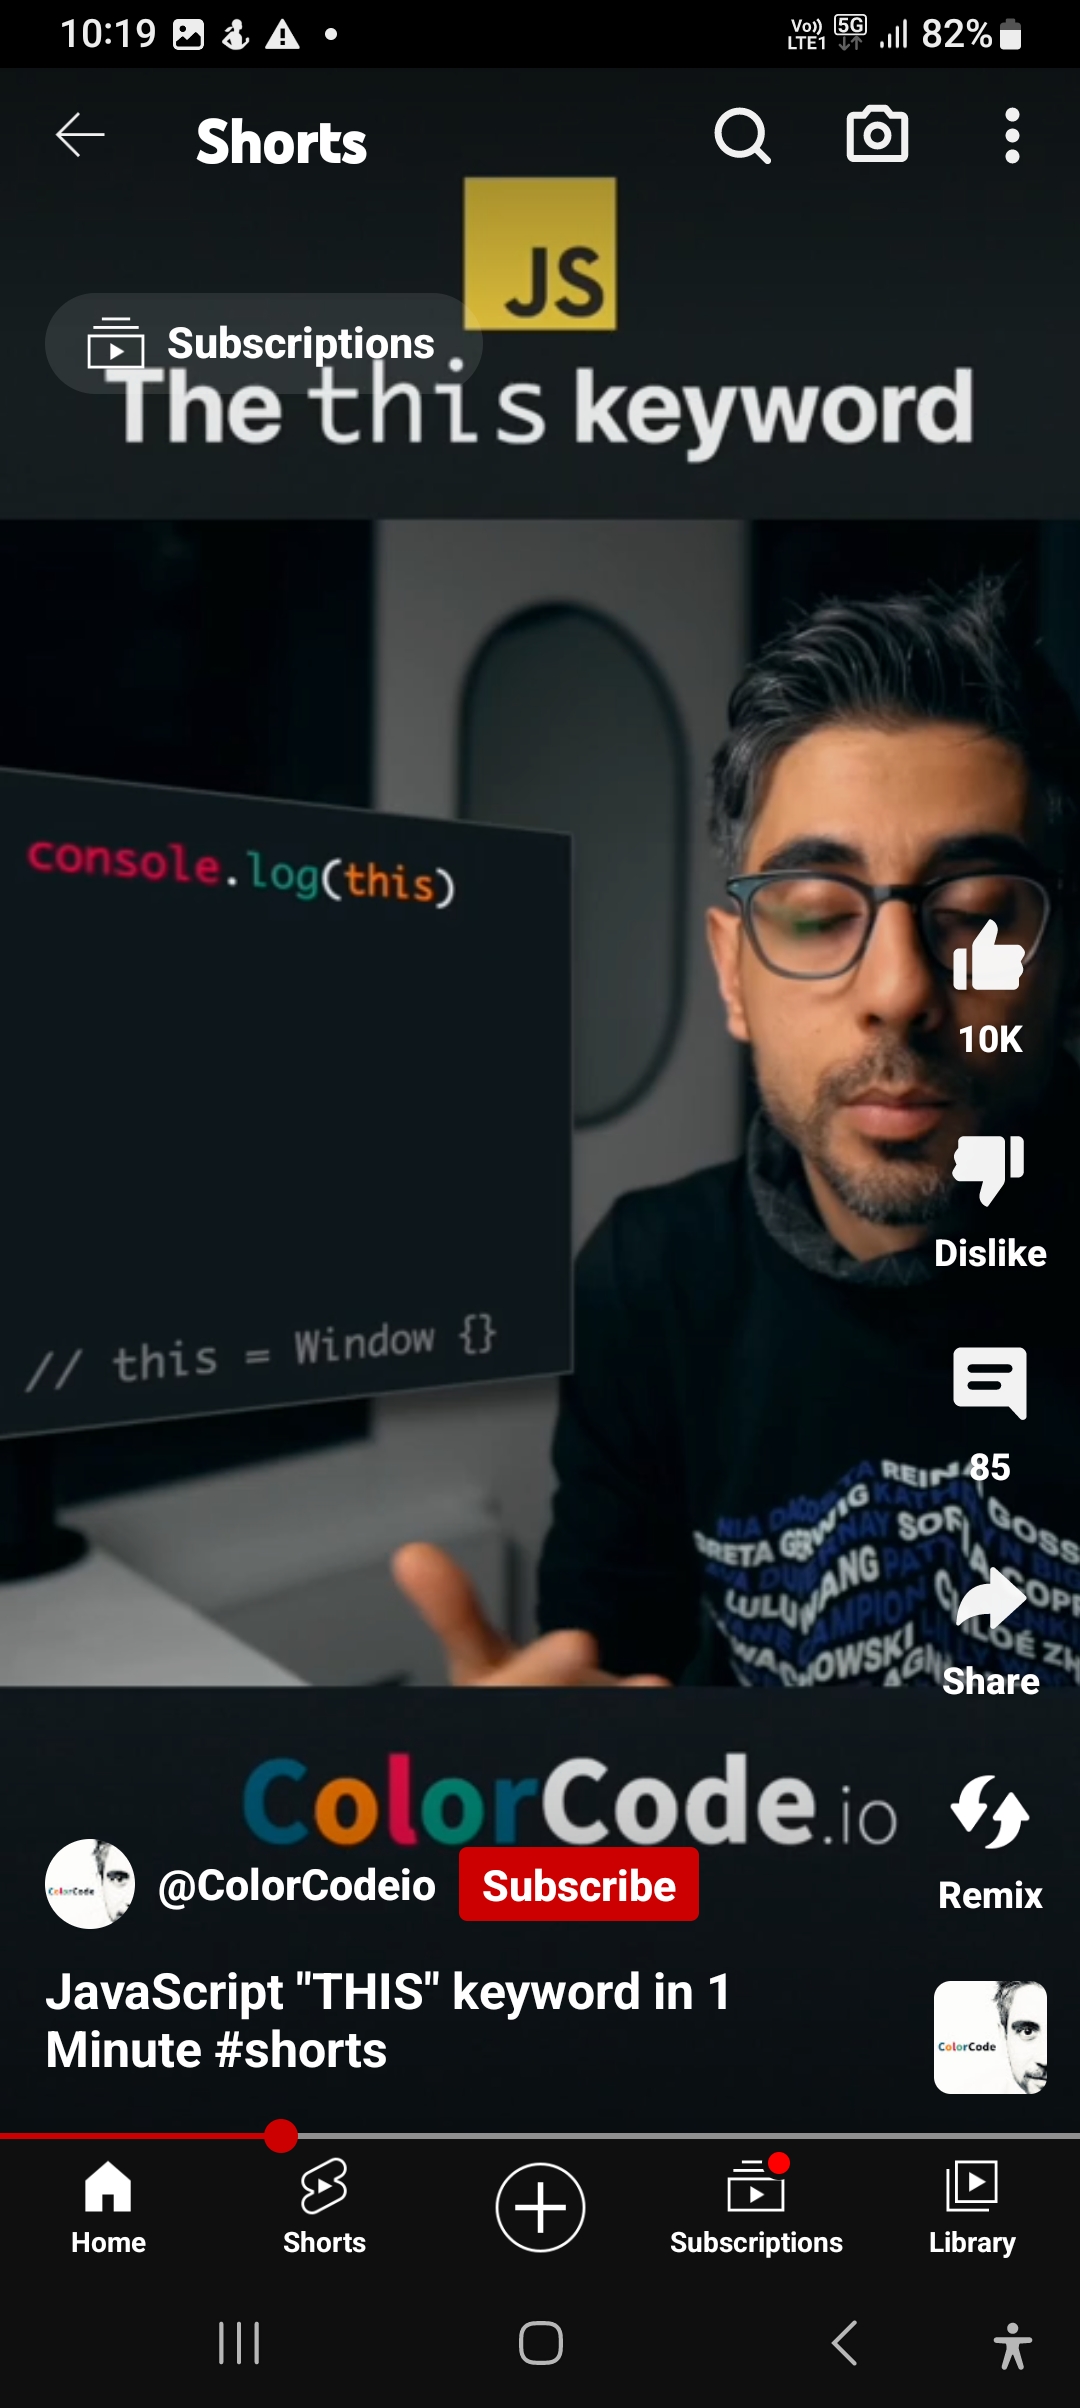 10:19
Vo)) LTE1 5G 82%
Shorts
JS
Subscriptions
The this keyword
console.log(this)
10K
Dislike
// this = Window {}
85
Share
ColorCode.io
ColorCode
@ColorCodeio
Subscribe
Remix
JavaScript "THIS" keyword in 1
Minute #shorts
ColorCode
Home
Shorts
Subscriptions
Library